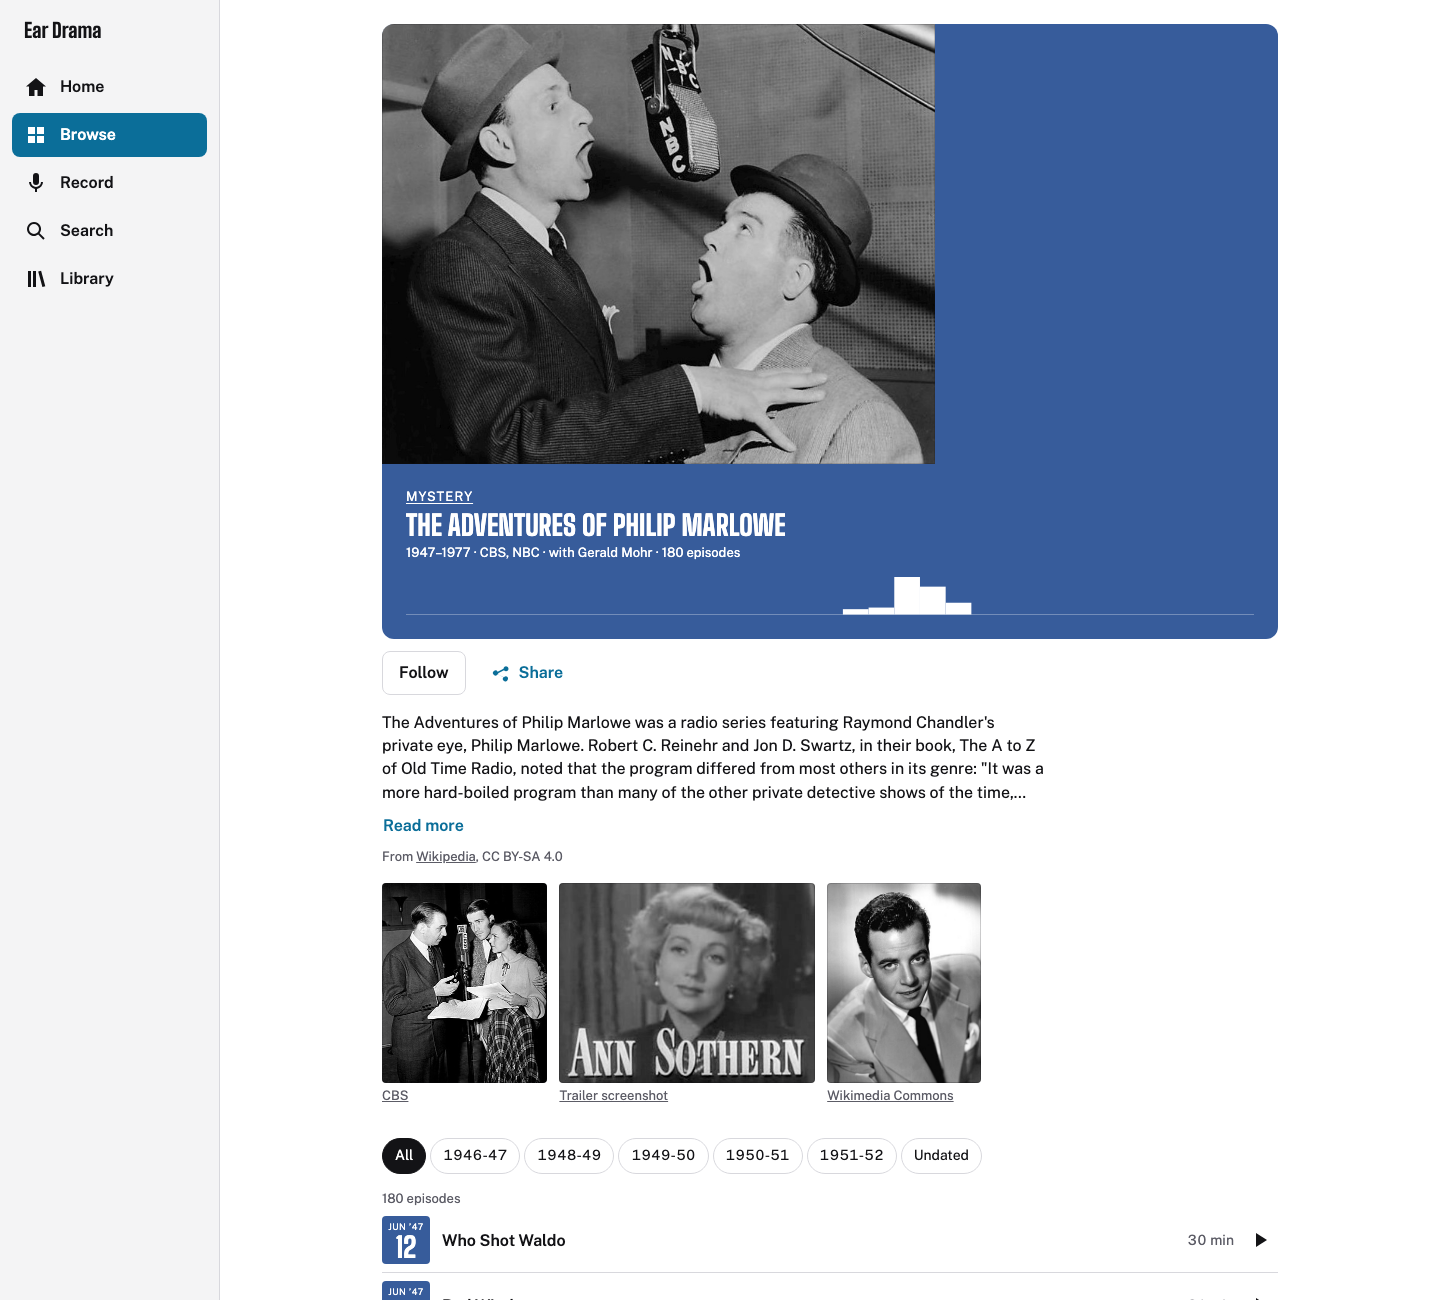 Ear Drama
Home
Browse
Record
Search
Library
NBC
NBC
MYSTERY
THE ADVENTURES OF PHILIP MARLOWE
1947–1977 · CBS, NBC · with Gerald Mohr · 180 episodes
Follow
Share
The Adventures of Philip Marlowe was a radio series featuring Raymond Chandler's
private eye, Philip Marlowe. Robert C. Reinehr and Jon D. Swartz, in their book, The A to Z
of Old Time Radio, noted that the program differed from most others in its genre: "It was a
more hard-boiled program than many of the other private detective shows of the time,...
Read more
From Wikipedia, CC BY-SA 4.0
ANN SOTHERN
CBS
Trailer screenshot
Wikimedia Commons
All
1946-47
1948-49
1949-50
1950-51
1951-52
Undated
180 episodes
JUN '47
12
Who Shot Waldo
30 min
JUN '47